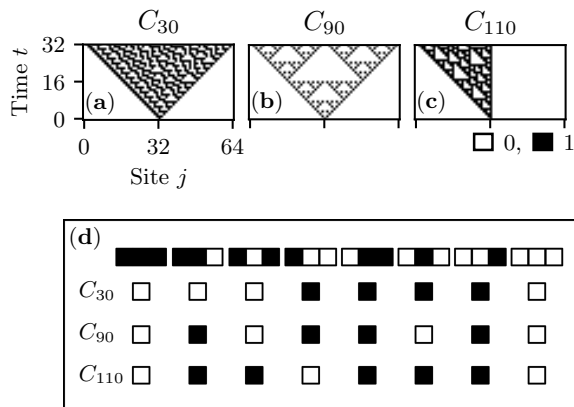 C₃₀ C₉₀ C₁₁₀
32
16
0
Time t
(a) (b) (c)
0 32 64
Site j
0, 1
(d)
C₃₀
C₉₀
C₁₁₀